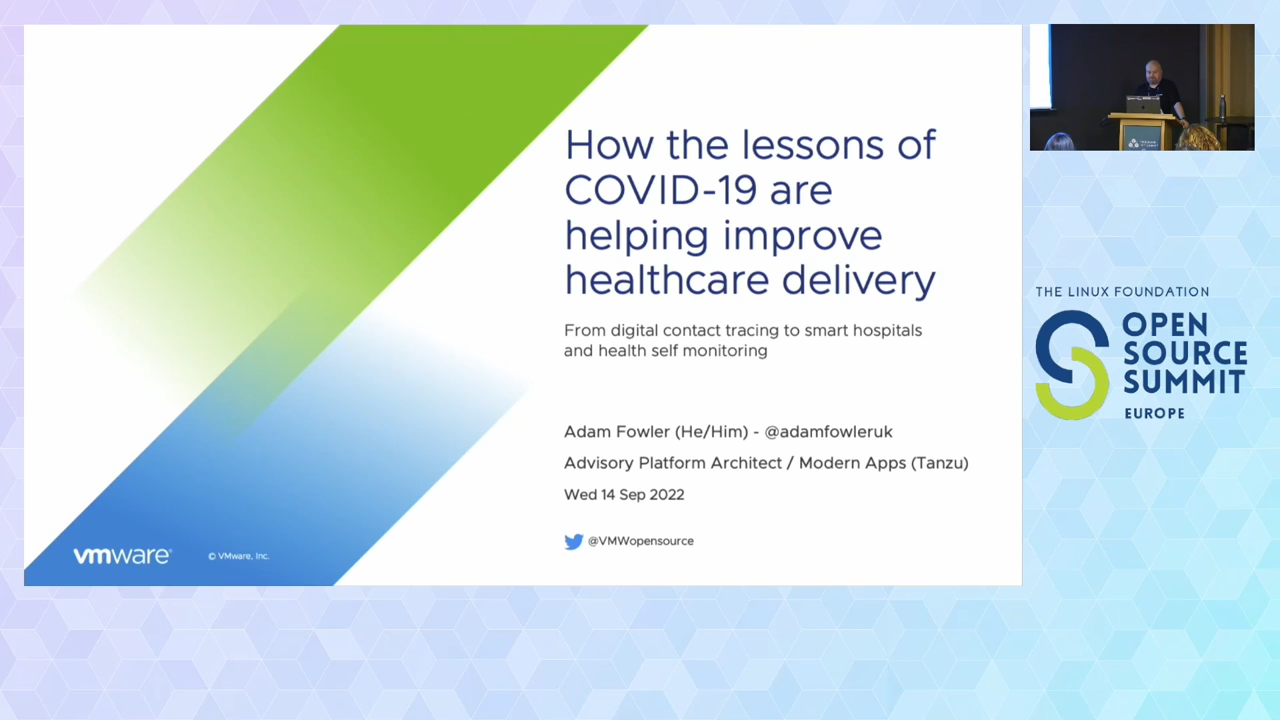 How the lessons of
COVID-19 are
helping improve
healthcare delivery
From digital contact tracing to smart hospitals
and health self monitoring
Adam Fowler (He/Him) - @adamfowleruk
Advisory Platform Architect / Modern Apps (Tanzu)
Wed 14 Sep 2022
@VMWopensource
vmware®
© VMware, Inc.
THE LINUX FOUNDATION
OPEN
SOURCE
SUMMIT
EUROPE